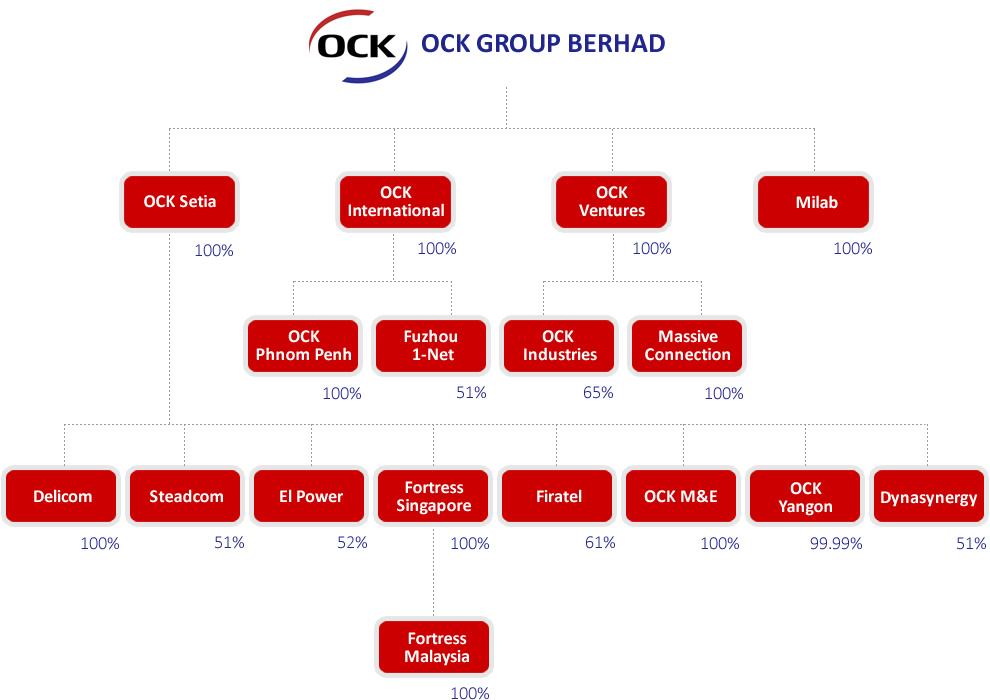 OCK OCK GROUP BERHAD
OCK Setia
100%
OCK
International
100%
OCK
Ventures
100%
Milab
100%
OCK
Phnom Penh
100%
Fuzhou
1-Net
51%
OCK
Industries
65%
Massive
Connection
100%
Delicom
100%
Steadcom
51%
El Power
52%
Fortress
Singapore
100%
Firatel
61%
OCK M&E
100%
OCK
Yangon
99.99%
Dynasynergy
51%
Fortress
Malaysia
100%